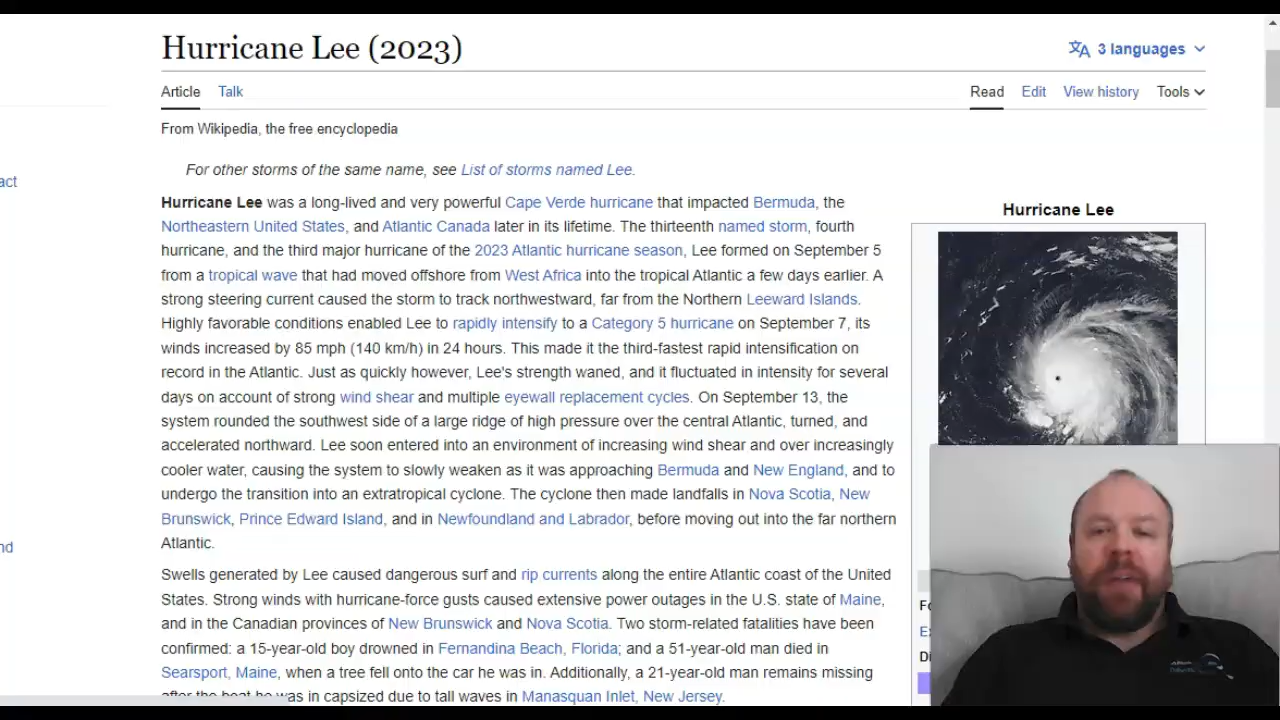 Hurricane Lee (2023)
3 languages
Article Talk
Read Edit View history Tools
From Wikipedia, the free encyclopedia
act
For other storms of the same name, see List of storms named Lee.
Hurricane Lee was a long-lived and very powerful Cape Verde hurricane that impacted Bermuda, the
Northeastern United States, and Atlantic Canada later in its lifetime. The thirteenth named storm, fourth
hurricane, and the third major hurricane of the 2023 Atlantic hurricane season, Lee formed on September 5
from a tropical wave that had moved offshore from West Africa into the tropical Atlantic a few days earlier. A
strong steering current caused the storm to track northwestward, far from the Northern Leeward Islands.
Highly favorable conditions enabled Lee to rapidly intensify to a Category 5 hurricane on September 7, its
winds increased by 85 mph (140 km/h) in 24 hours. This made it the third-fastest rapid intensification on
record in the Atlantic. Just as quickly however, Lee's strength waned, and it fluctuated in intensity for several
days on account of strong wind shear and multiple eyewall replacement cycles. On September 13, the
system rounded the southwest side of a large ridge of high pressure over the central Atlantic, turned, and
accelerated northward. Lee soon entered into an environment of increasing wind shear and over increasingly
cooler water, causing the system to slowly weaken as it was approaching Bermuda and New England, and to
undergo the transition into an extratropical cyclone. The cyclone then made landfalls in Nova Scotia, New
Brunswick, Prince Edward Island, and in Newfoundland and Labrador, before moving out into the far northern
Atlantic.
nd
Swells generated by Lee caused dangerous surf and rip currents along the entire Atlantic coast of the United
States. Strong winds with hurricane-force gusts caused extensive power outages in the U.S. state of Maine,
and in the Canadian provinces of New Brunswick and Nova Scotia. Two storm-related fatalities have been
confirmed: a 15-year-old boy drowned in Fernandina Beach, Florida; and a 51-year-old man died in
Searsport, Maine, when a tree fell onto the car he was in. Additionally, a 21-year-old man remains missing
after the boat he was in capsized due to tall waves in Manasquan Inlet, New Jersey.
Hurricane Lee
Fo
Ex
Di